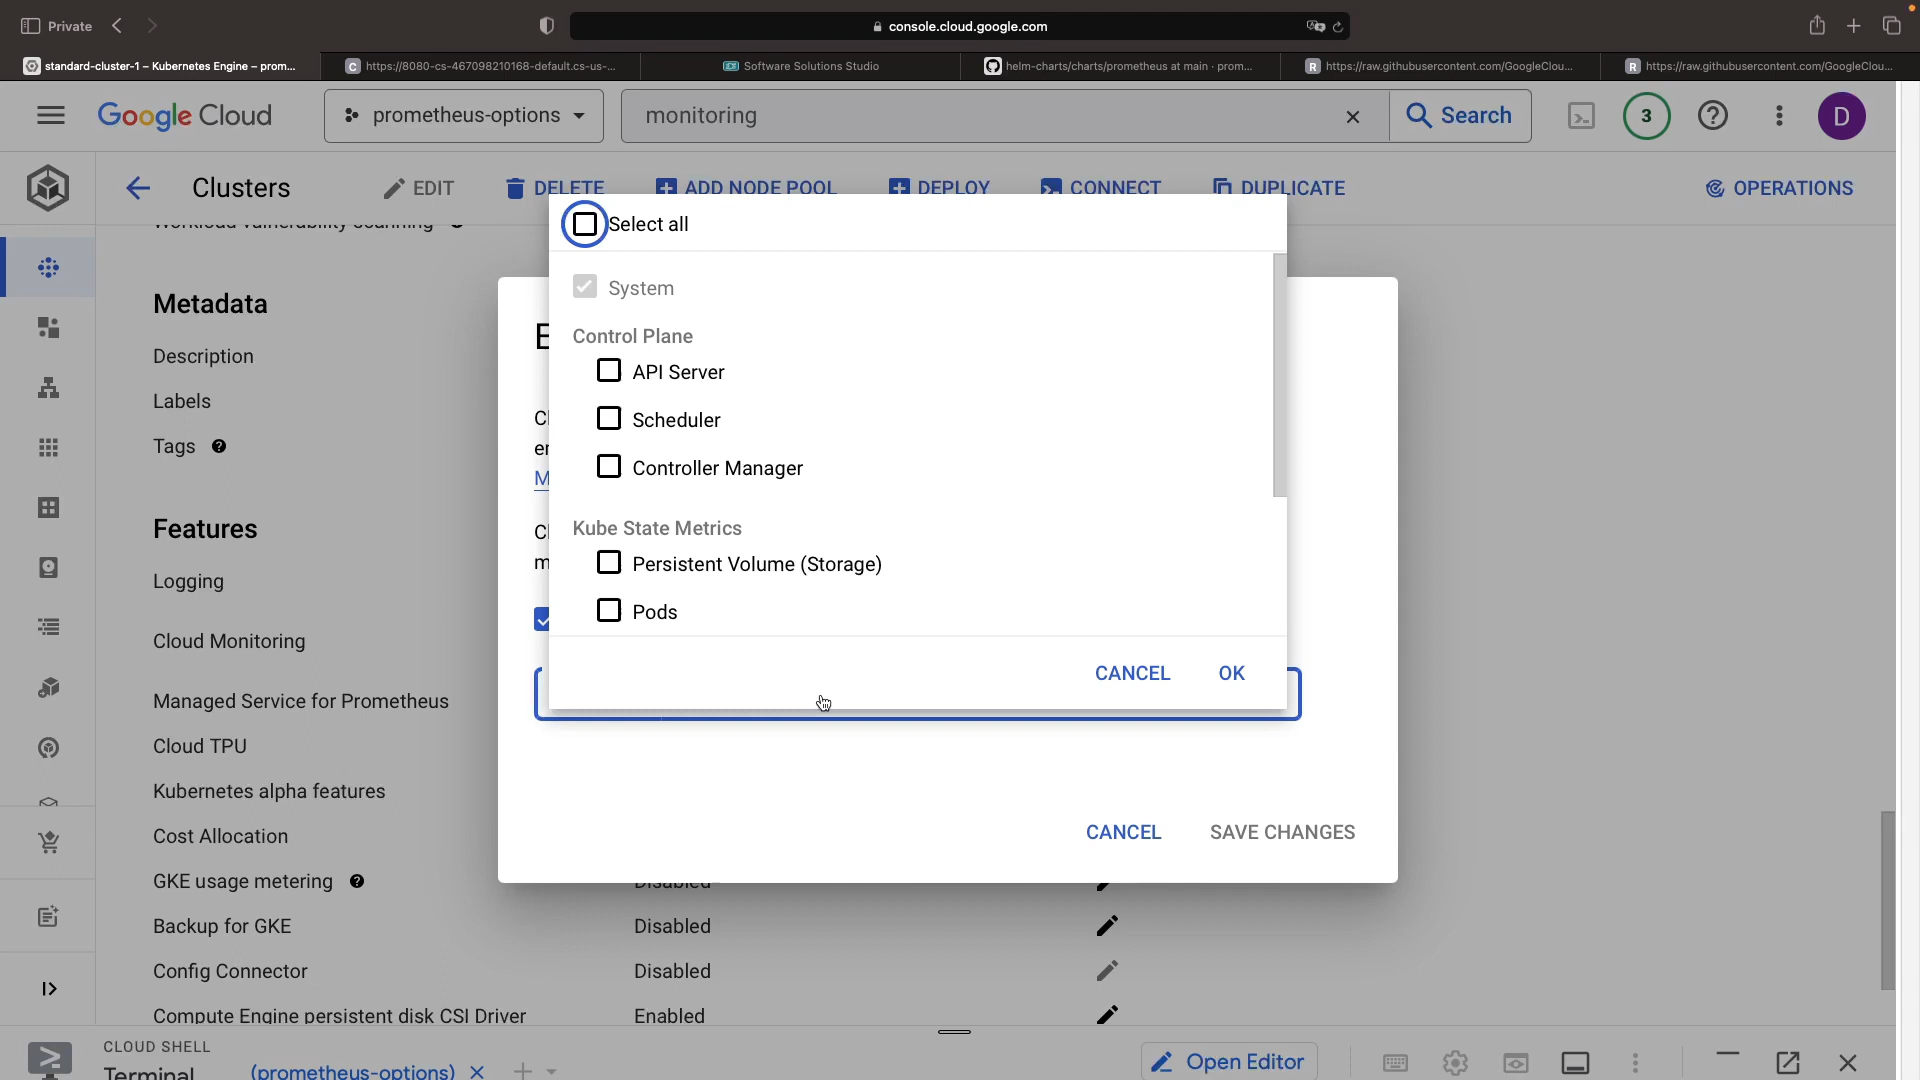 Private
console.cloud.google.com
standard-cluster-1 – Kubernetes Engine – prom...
https://8080-cs-467098210168-default.cs-us-...
Software Solutions Studio
helm-charts/charts/prometheus at main · prom...
https://raw.githubusercontent.com/GoogleClou...
https://raw.githubusercontent.com/GoogleClou...
Google Cloud
prometheus-options
monitoring
Search
3
D
Clusters
EDIT
DELETE
ADD NODE POOL
DEPLOY
CONNECT
DUPLICATE
OPERATIONS
Workload vulnerability scanning
Metadata
Description
Labels
Tags
Features
Logging
Cloud Monitoring
Managed Service for Prometheus
Cloud TPU
Kubernetes alpha features
Cost Allocation
GKE usage metering
Disabled
Backup for GKE
Disabled
Config Connector
Disabled
Compute Engine persistent disk CSI Driver
Enabled
Select all
System
Control Plane
API Server
Scheduler
Controller Manager
Kube State Metrics
Persistent Volume (Storage)
Pods
CANCEL
OK
CANCEL
SAVE CHANGES
CLOUD SHELL
Terminal
(prometheus-options)
Open Editor